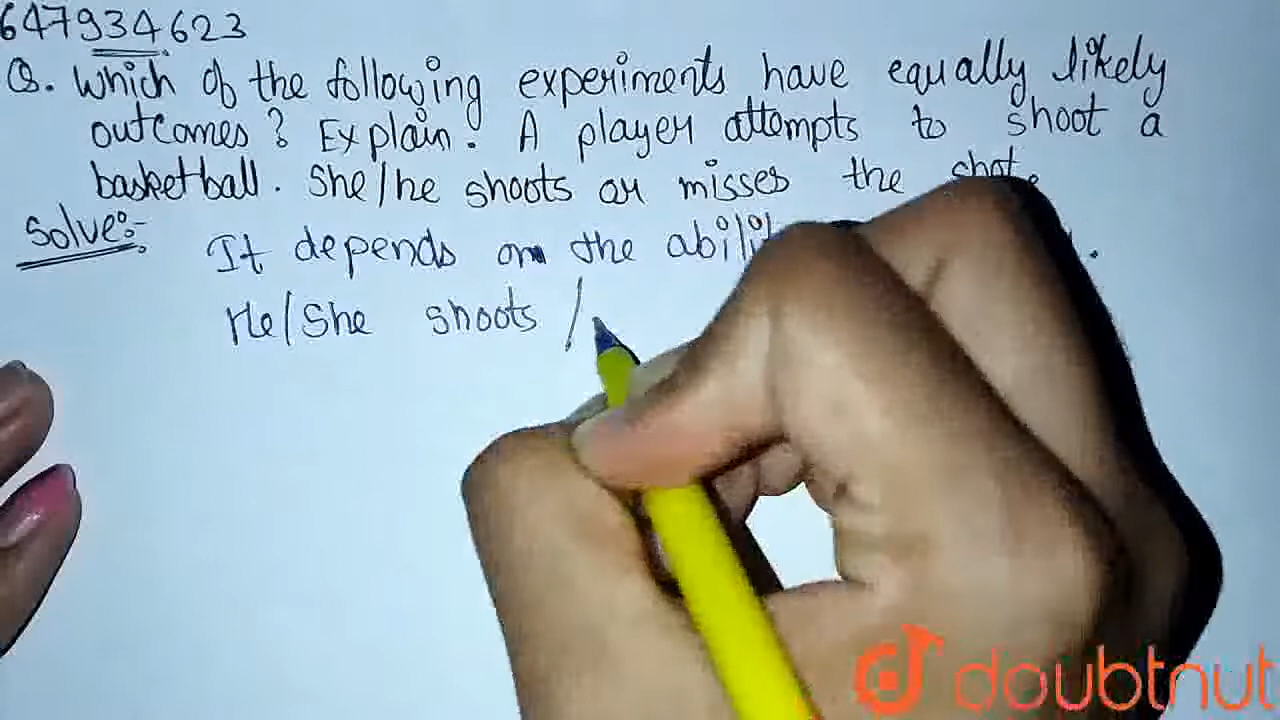 647934623
Q. Which of the following experiments have equally likely
outcomes? Explain. A player attempts to shoot a
basketball. She/he shoots or misses the shot.
Solve:-
It depends on the
He/She shoots /
doubtnut